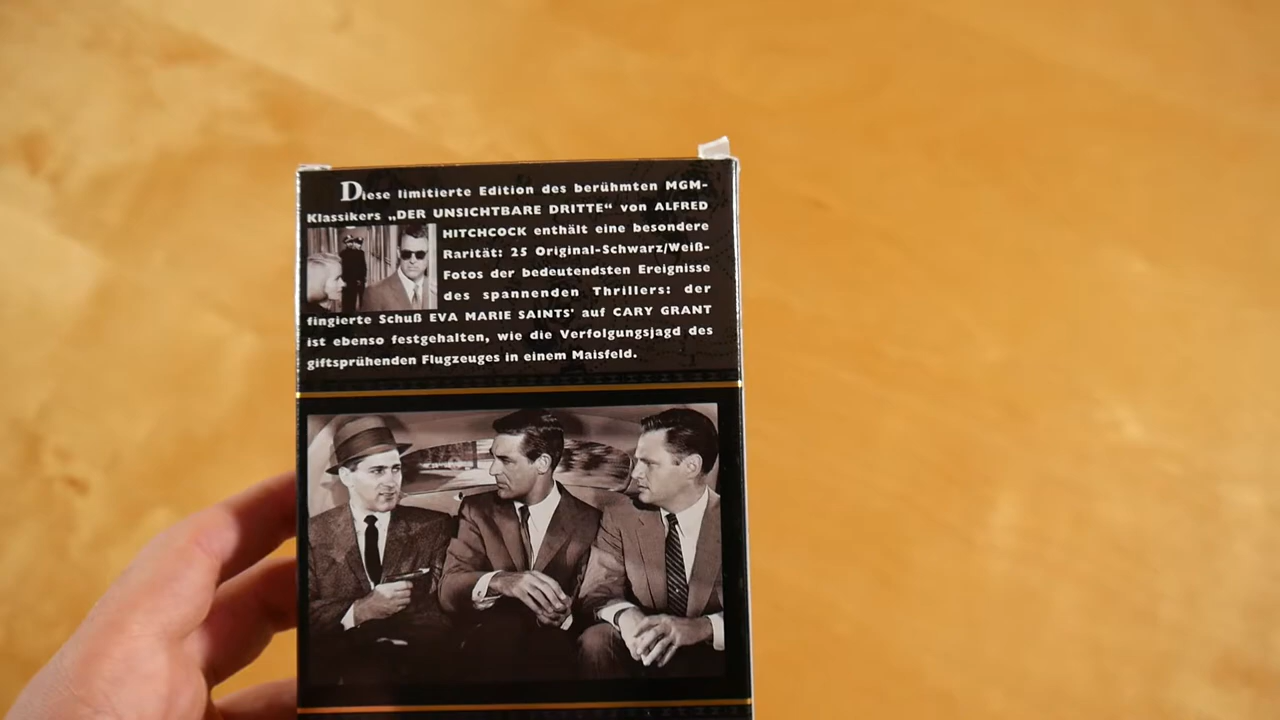 Diese limitierte Edition des berühmten MGM-
Klassikers „DER UNSICHTBARE DRITTE“ von ALFRED
HITCHCOCK enthält eine besondere
Rarität: 25 Original-Schwarz/Weiß-
Fotos der bedeutendsten Ereignisse
des spannenden Thrillers: der
fingierte Schuß EVA MARIE SAINTS' auf CARY GRANT
ist ebenso festgehalten, wie die Verfolgungsjagd des
giftsprühenden Flugzeuges in einem Maisfeld.